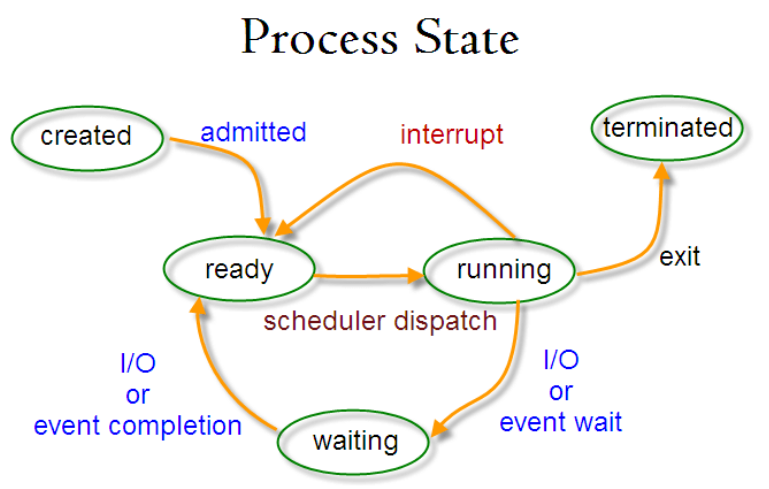 Process State
created
admitted
interrupt
terminated
ready
running
exit
scheduler dispatch
I/O
or
event completion
I/O
or
event wait
waiting